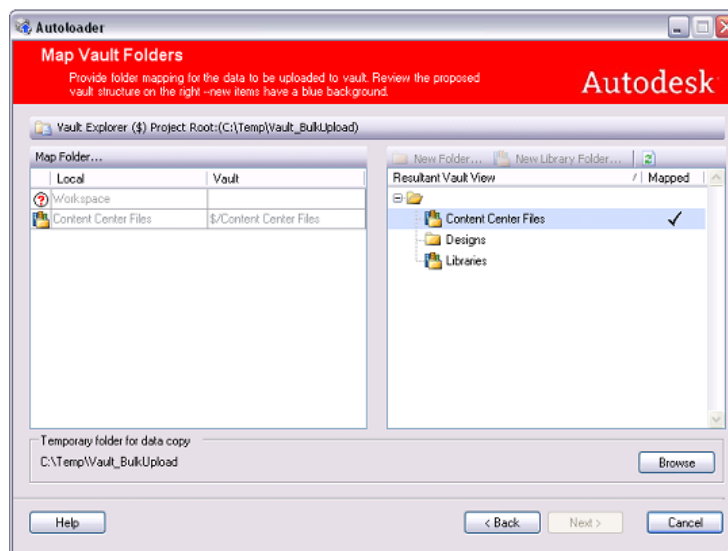 Autoloader
Map Vault Folders
Provide folder mapping for the data to be uploaded to vault. Review the proposed
vault structure on the right --new items have a blue background.
Autodesk
Vault Explorer ($) Project Root:(C:\Temp\Vault_BulkUpload)
Map Folder...
New Folder... New Library Folder...
Local Vault
Resultant Vault View / Mapped
Workspace
Content Center Files $/Content Center Files
Content Center Files
Designs
Libraries
Temporary folder for data copy
C:\Temp\Vault_BulkUpload
Browse
Help
< Back
Next >
Cancel